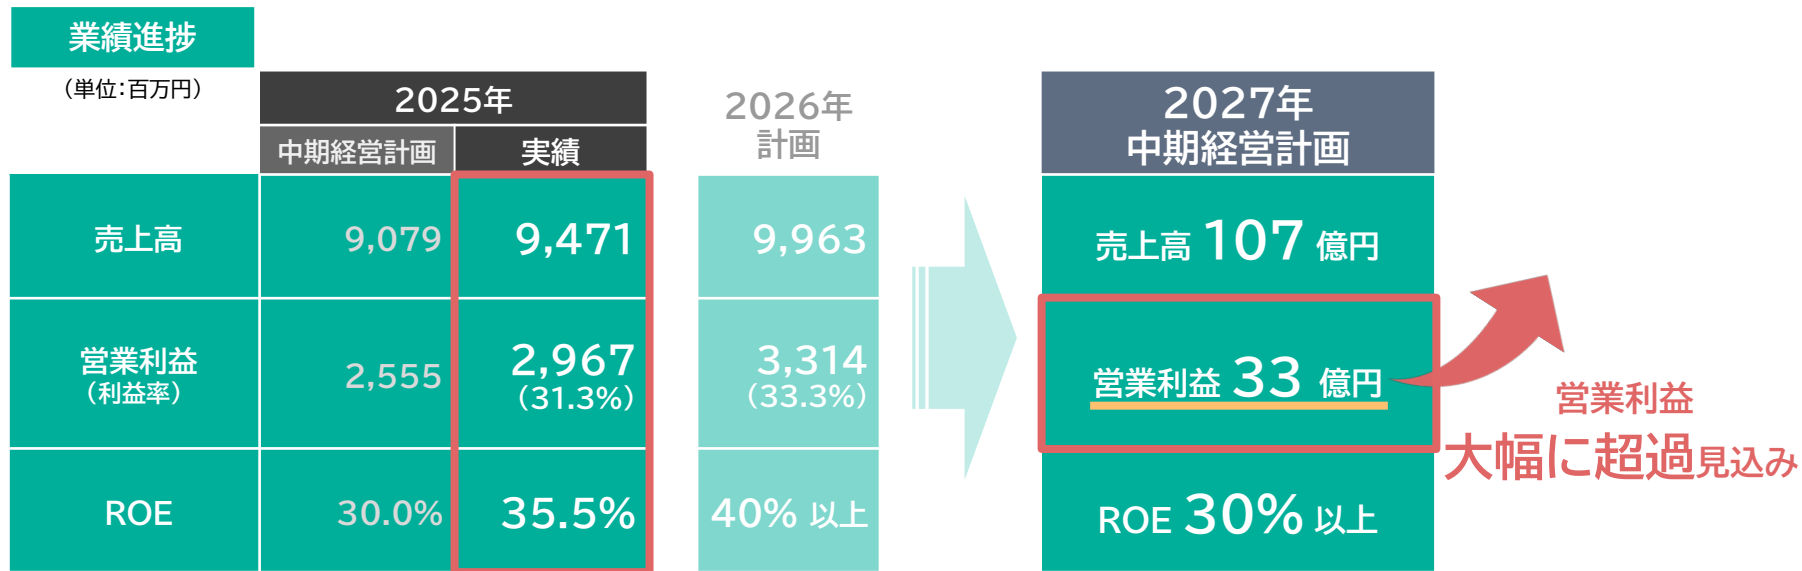 業績進捗
（単位：百万円）
2025年
中期経営計画 実績
2026年
計画
2027年
中期経営計画
売上高 9,079 9,471 9,963 売上高 107 億円
営業利益 2,555 2,967 3,314 営業利益 33 億円
（利益率） （31.3%） （33.3%）
営業利益
大幅に超過見込み
ROE 30.0% 35.5% 40% 以上 ROE 30% 以上